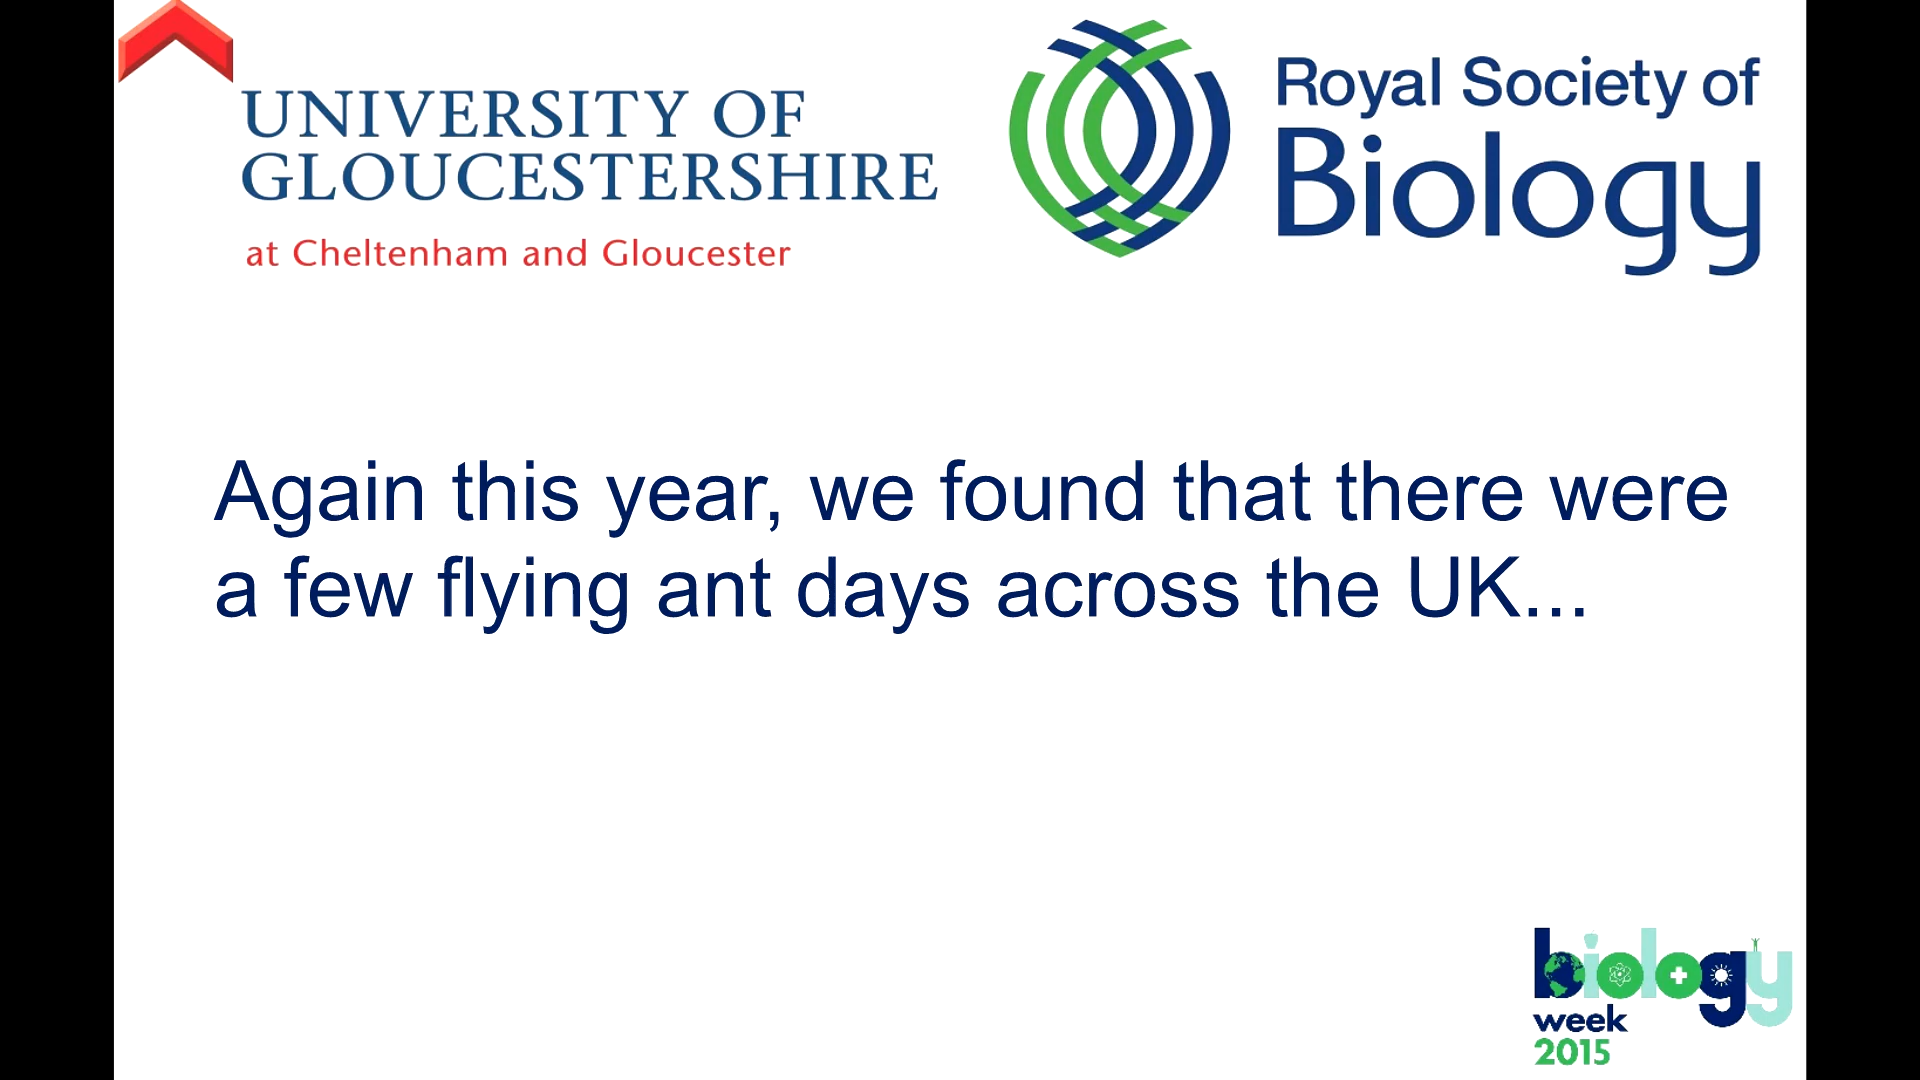 UNIVERSITY OF
GLOUCESTERSHIRE
at Cheltenham and Gloucester
Royal Society of
Biology
Again this year, we found that there were
a few flying ant days across the UK...
biology
week
2015